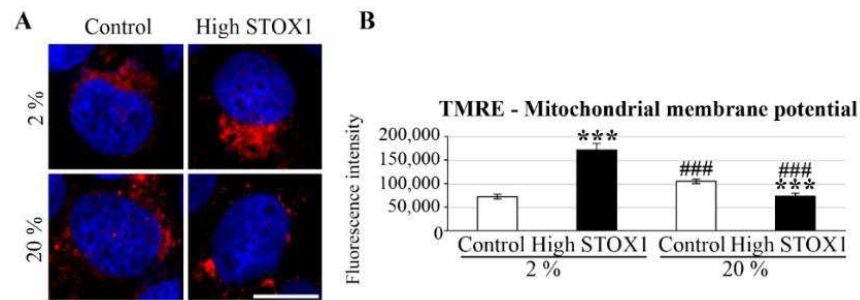 A
Control High STOX1
2 %
20 %
B
TMRE - Mitochondrial membrane potential
Fluorescence intensity
200,000
150,000
100,000
50,000
0
***
###
###
***
Control High STOX1 Control High STOX1
2 % 20 %